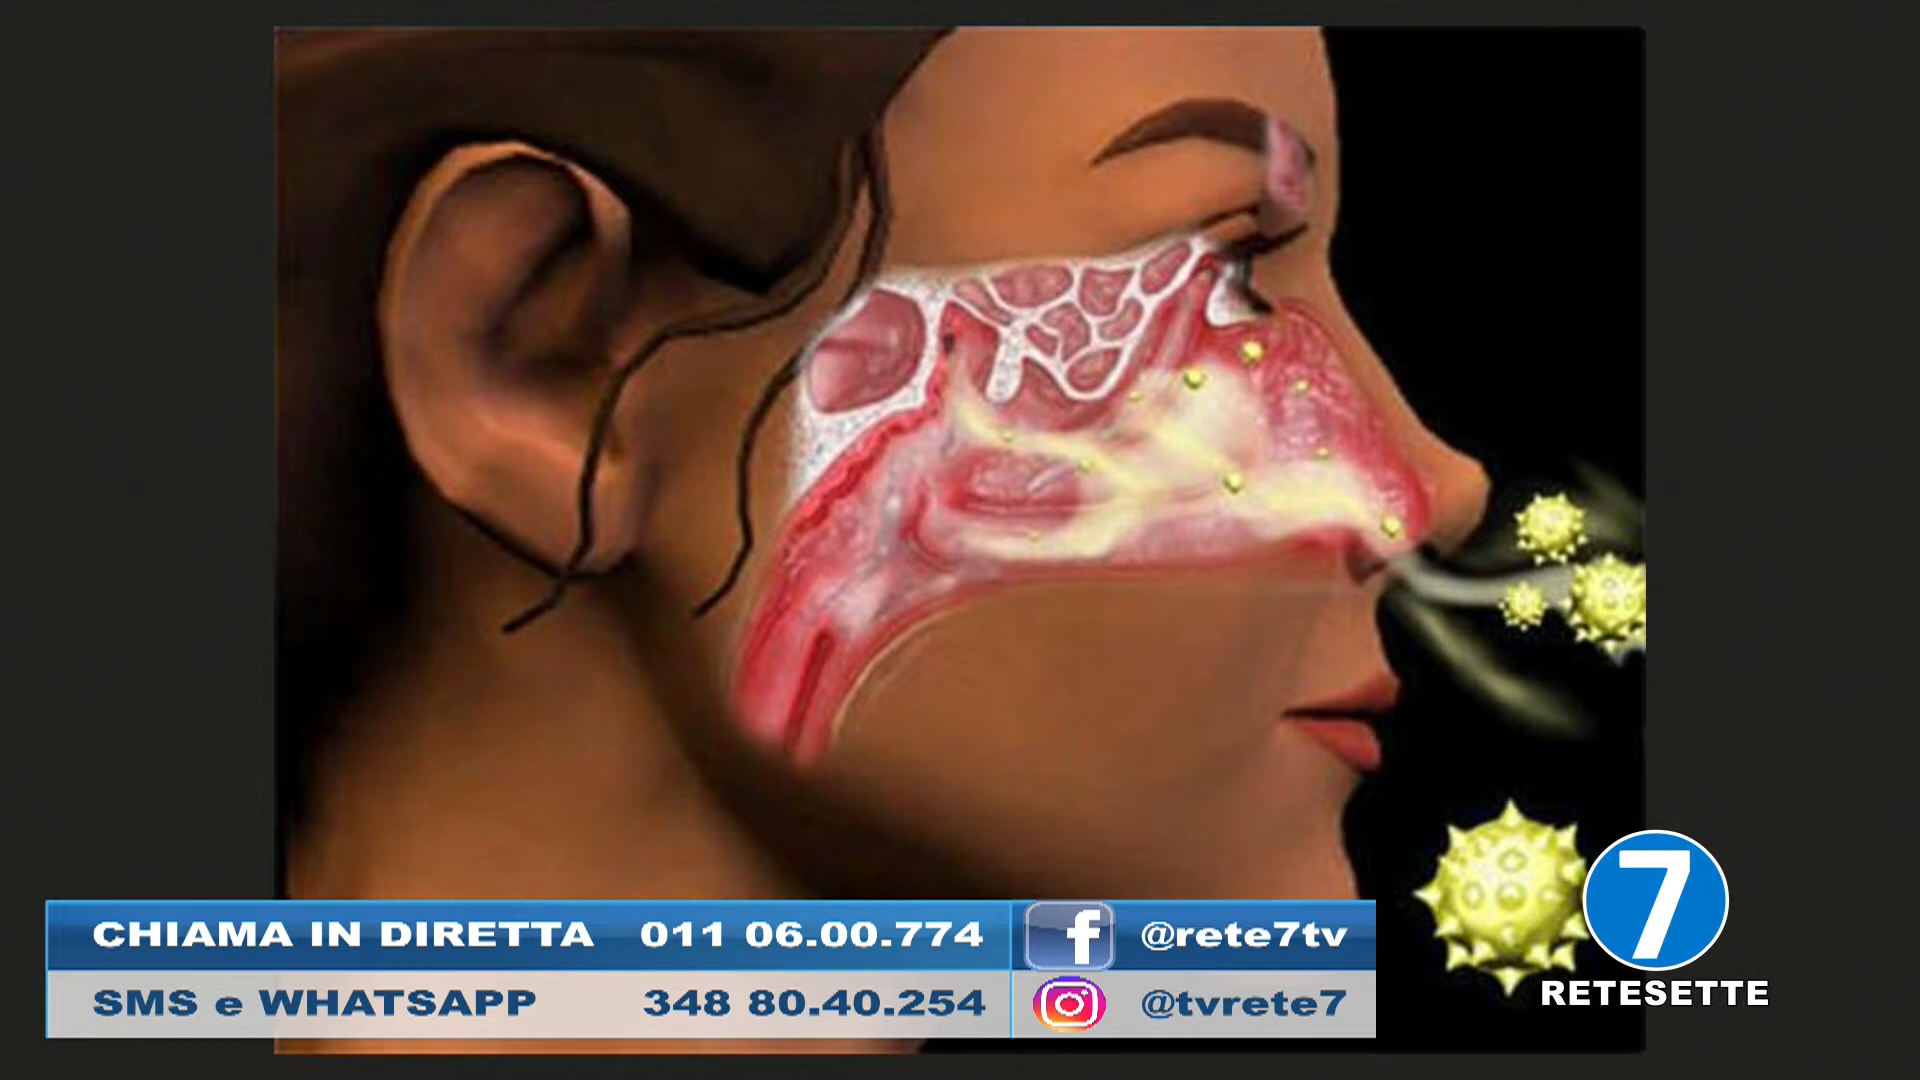 CHIAMA IN DIRETTA 011 06.00.774 @rete7tv
SMS e WHATSAPP 348 80.40.254 @tvrete7
7
RETESETTE